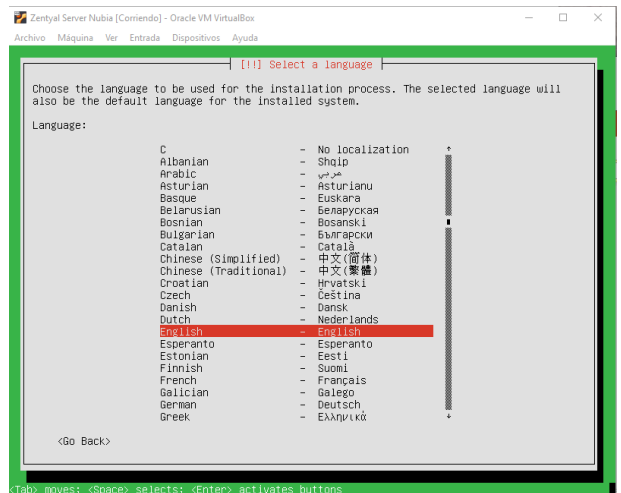 Zentyal Server Nubia [Corriendo] - Oracle VM VirtualBox
Archivo Máquina Ver Entrada Dispositivos Ayuda
[!!] Select a language
Choose the language to be used for the installation process. The selected language will
also be the default language for the installed system.
Language:
C - No localization
Albanian - Shqip
Arabic - عربي
Asturian - Asturianu
Basque - Euskara
Belarusian - Беларуская
Bosnian - Bosanski
Bulgarian - Български
Catalan - Català
Chinese (Simplified) - 中文(简体)
Chinese (Traditional) - 中文(繁體)
Croatian - Hrvatski
Czech - Čeština
Danish - Dansk
Dutch - Nederlands
English - English
Esperanto - Esperanto
Estonian - Eesti
Finnish - Suomi
French - Français
Galician - Galego
German - Deutsch
Greek - Ελληνικά
<Go Back>
<Tab> moves; <Space> selects; <Enter> activates buttons